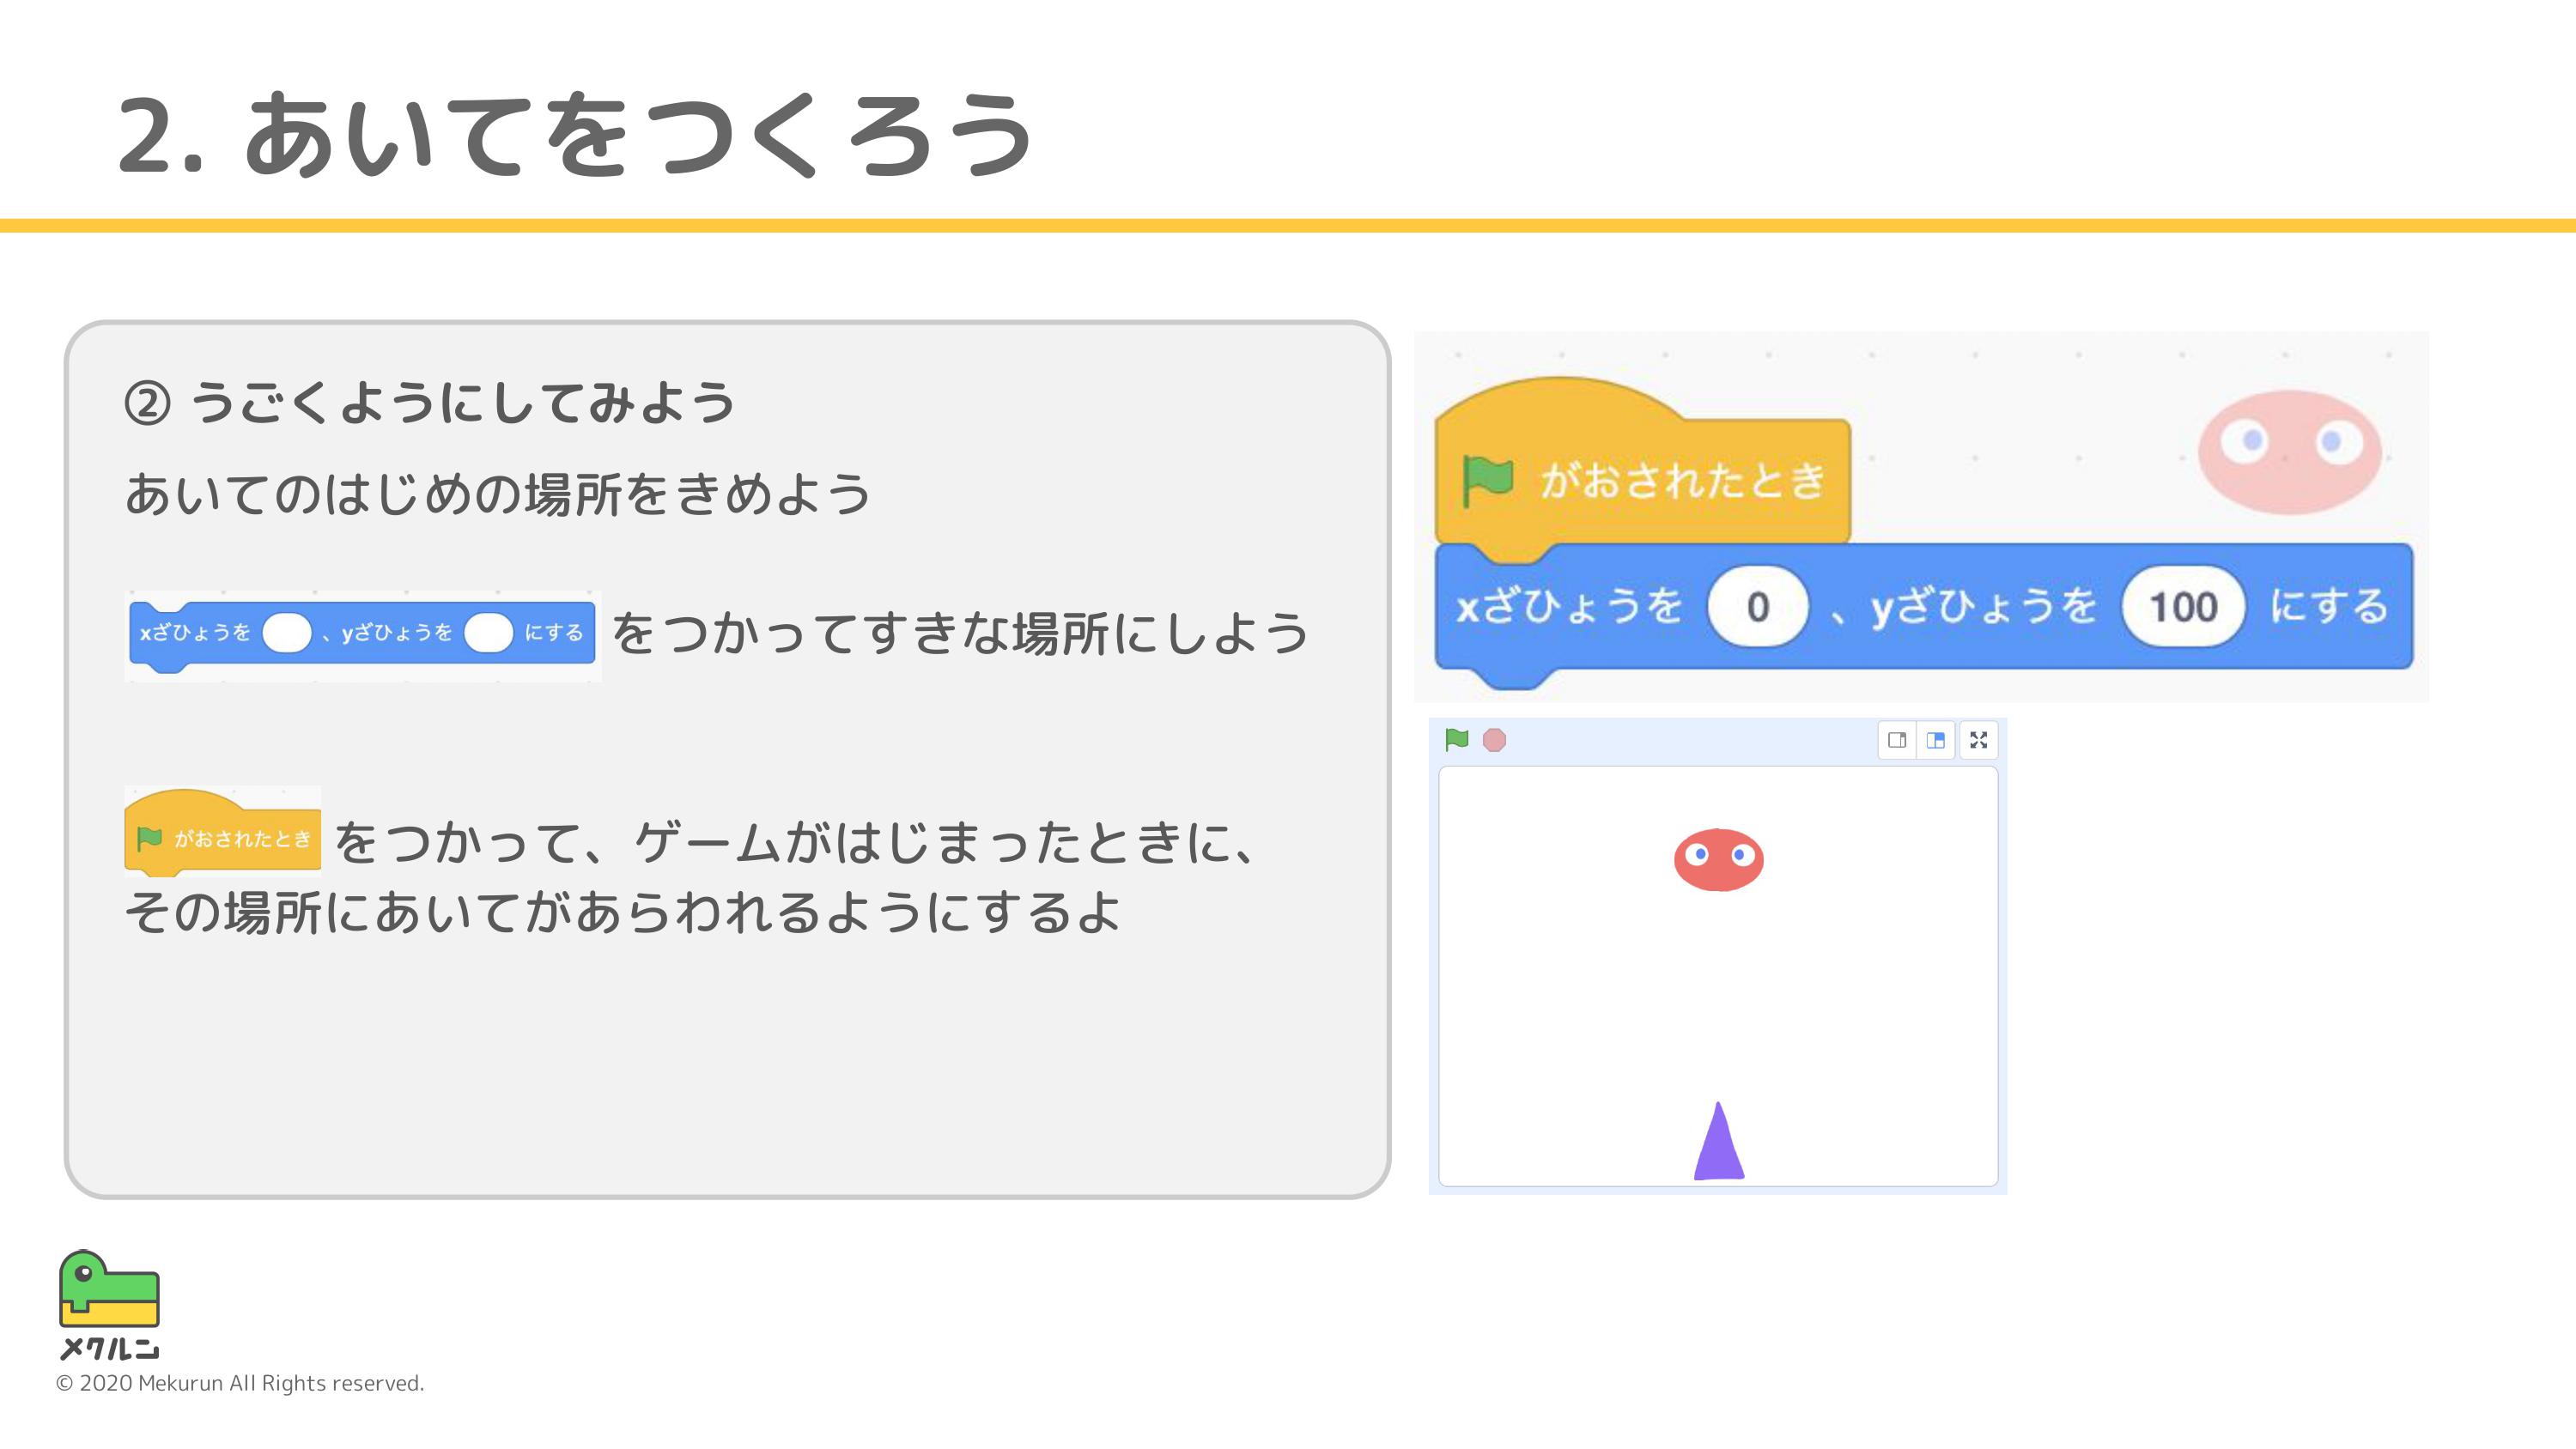 2. あいてをつくろう
② うごくようにしてみよう
あいてのはじめの場所をきめよう
xざひょうを 、yざひょうを にする をつかってすきな場所にしよう
がおされたとき をつかって、ゲームがはじまったときに、
その場所にあいてがあらわれるようにするよ
がおされたとき
xざひょうを 0 、yざひょうを 100 にする
メクルン
© 2020 Mekurun All Rights reserved.